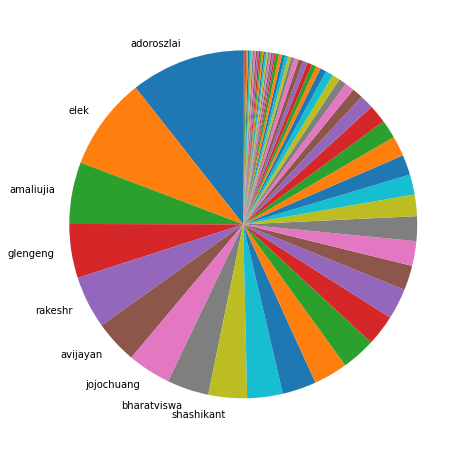 adoroszlai
elek
amaliujia
glengeng
rakeshr
avijayan
jojochuang
bharatviswa
shashikant